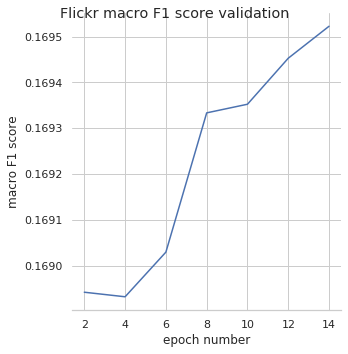 Flickr macro F1 score validation
0.1695
0.1694
0.1693
0.1692
0.1691
0.1690
macro F1 score
2 4 6 8 10 12 14
epoch number